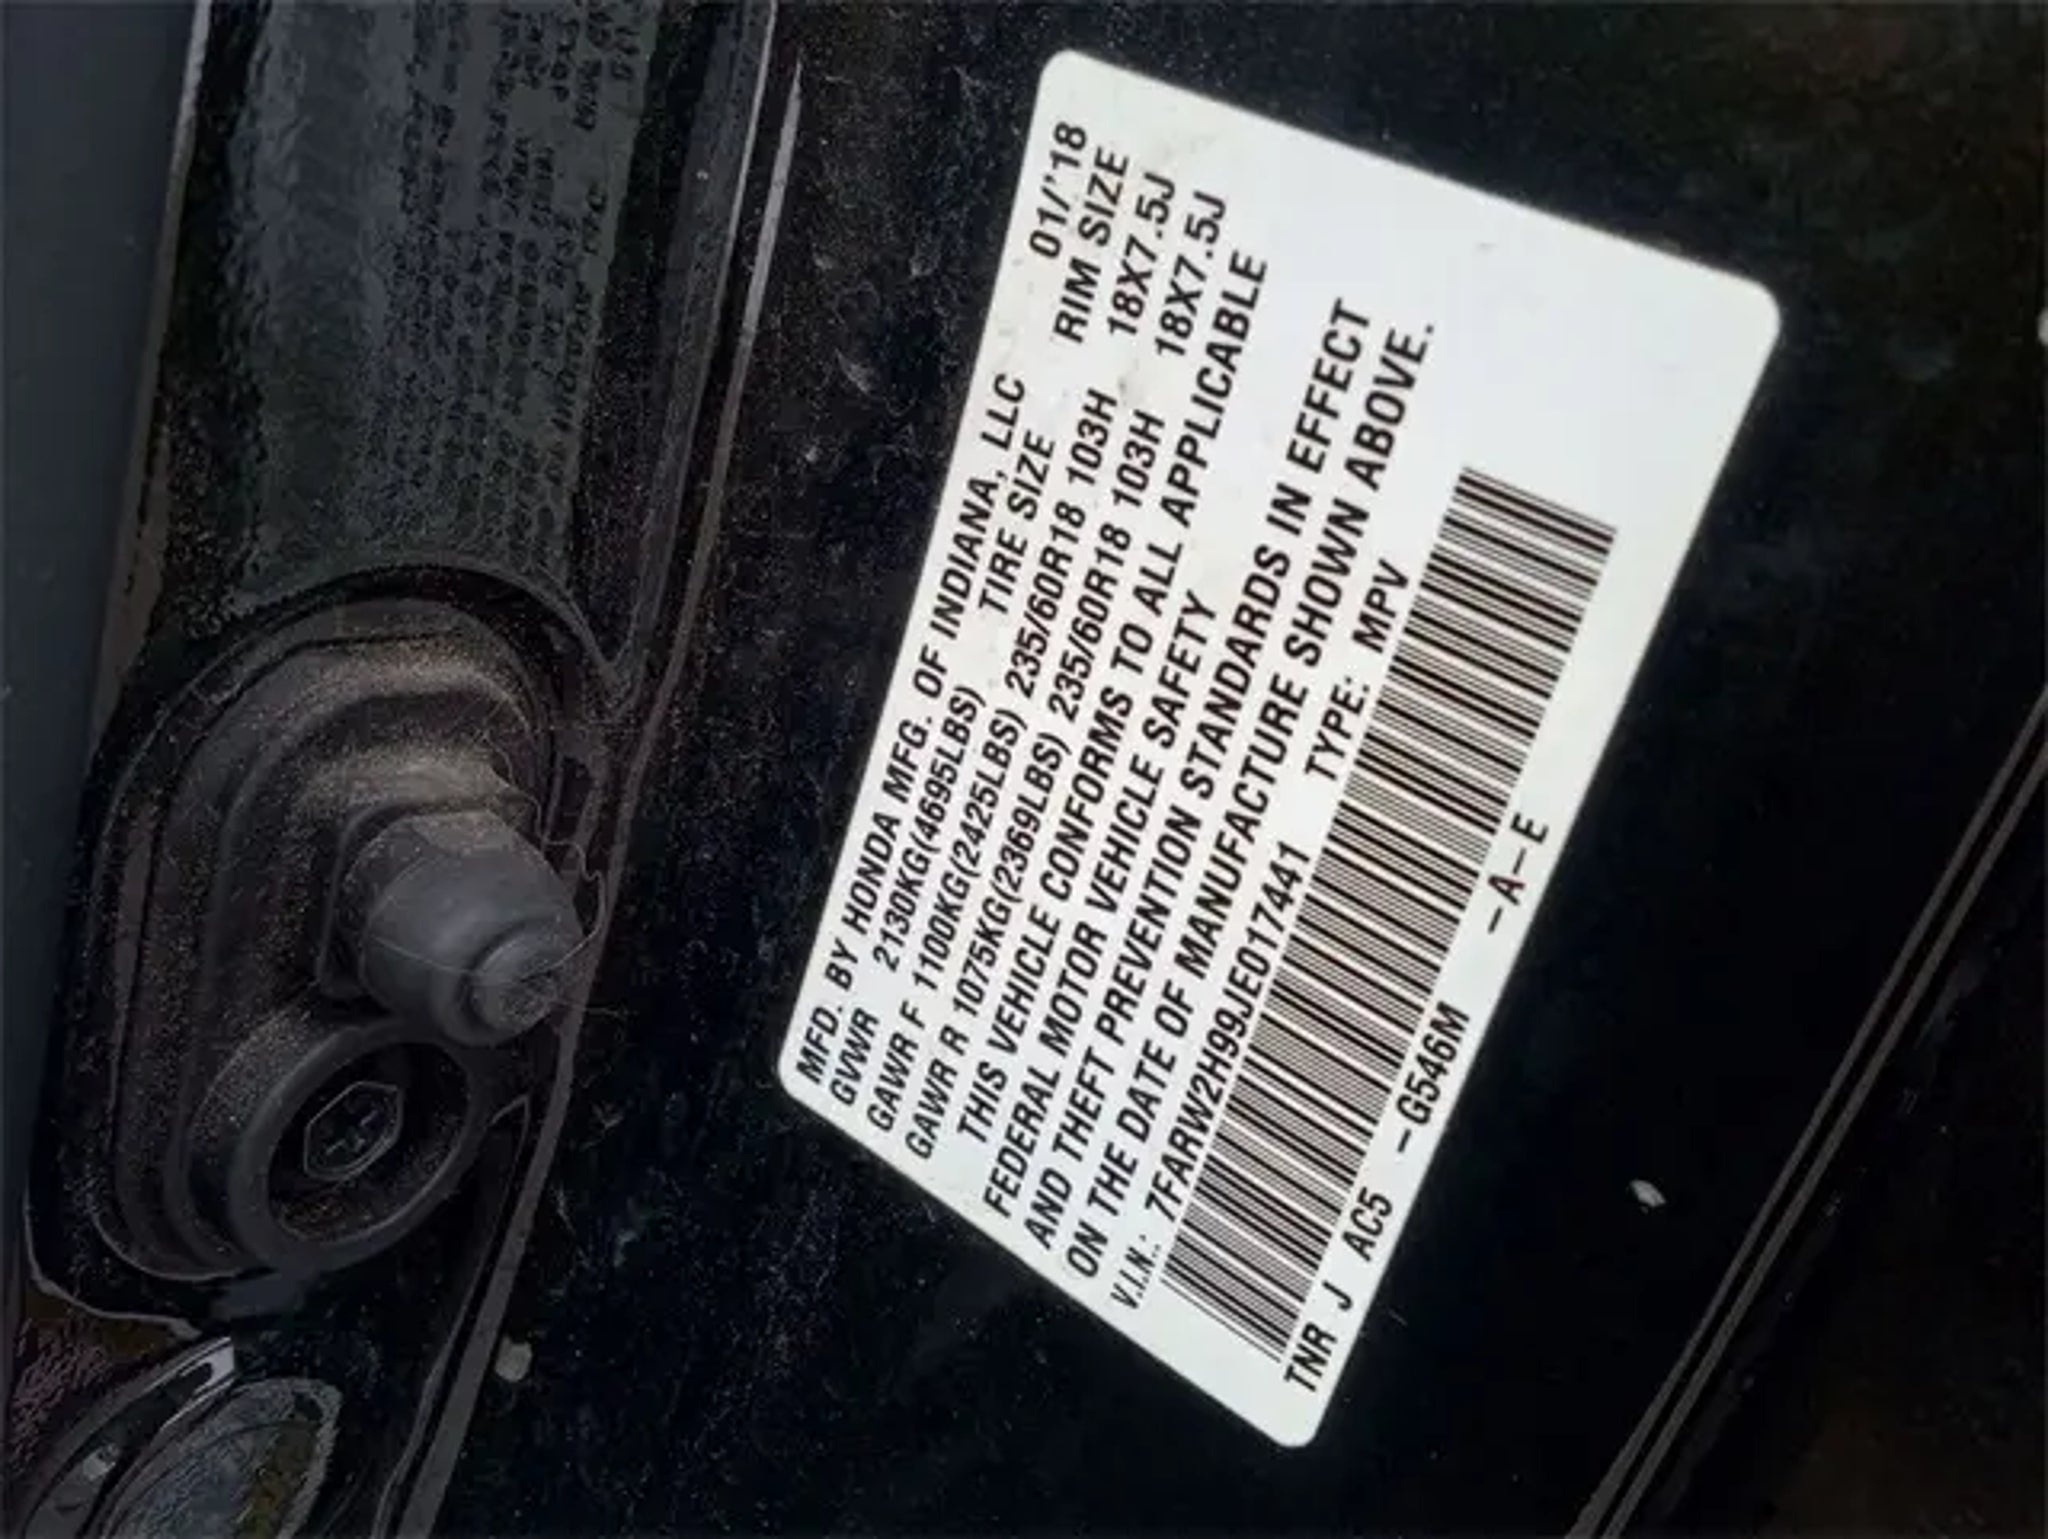 MFD. BY HONDA MFG. OF INDIANA, LLC 01/'18
GVWR 2130KG(4695LBS) TIRE SIZE RIM SIZE
GAWR F 1100KG(2425LBS) 235/60R18 103H 18X7.5J
GAWR R 1075KG(2369LBS) 235/60R18 103H 18X7.5J
THIS VEHICLE CONFORMS TO ALL APPLICABLE
FEDERAL MOTOR VEHICLE SAFETY
AND THEFT PREVENTION STANDARDS IN EFFECT
ON THE DATE OF MANUFACTURE SHOWN ABOVE.
V.I.N.: 7FARW2H99JE017441 TYPE: MPV
TNR J AC5 -G546M -A-E